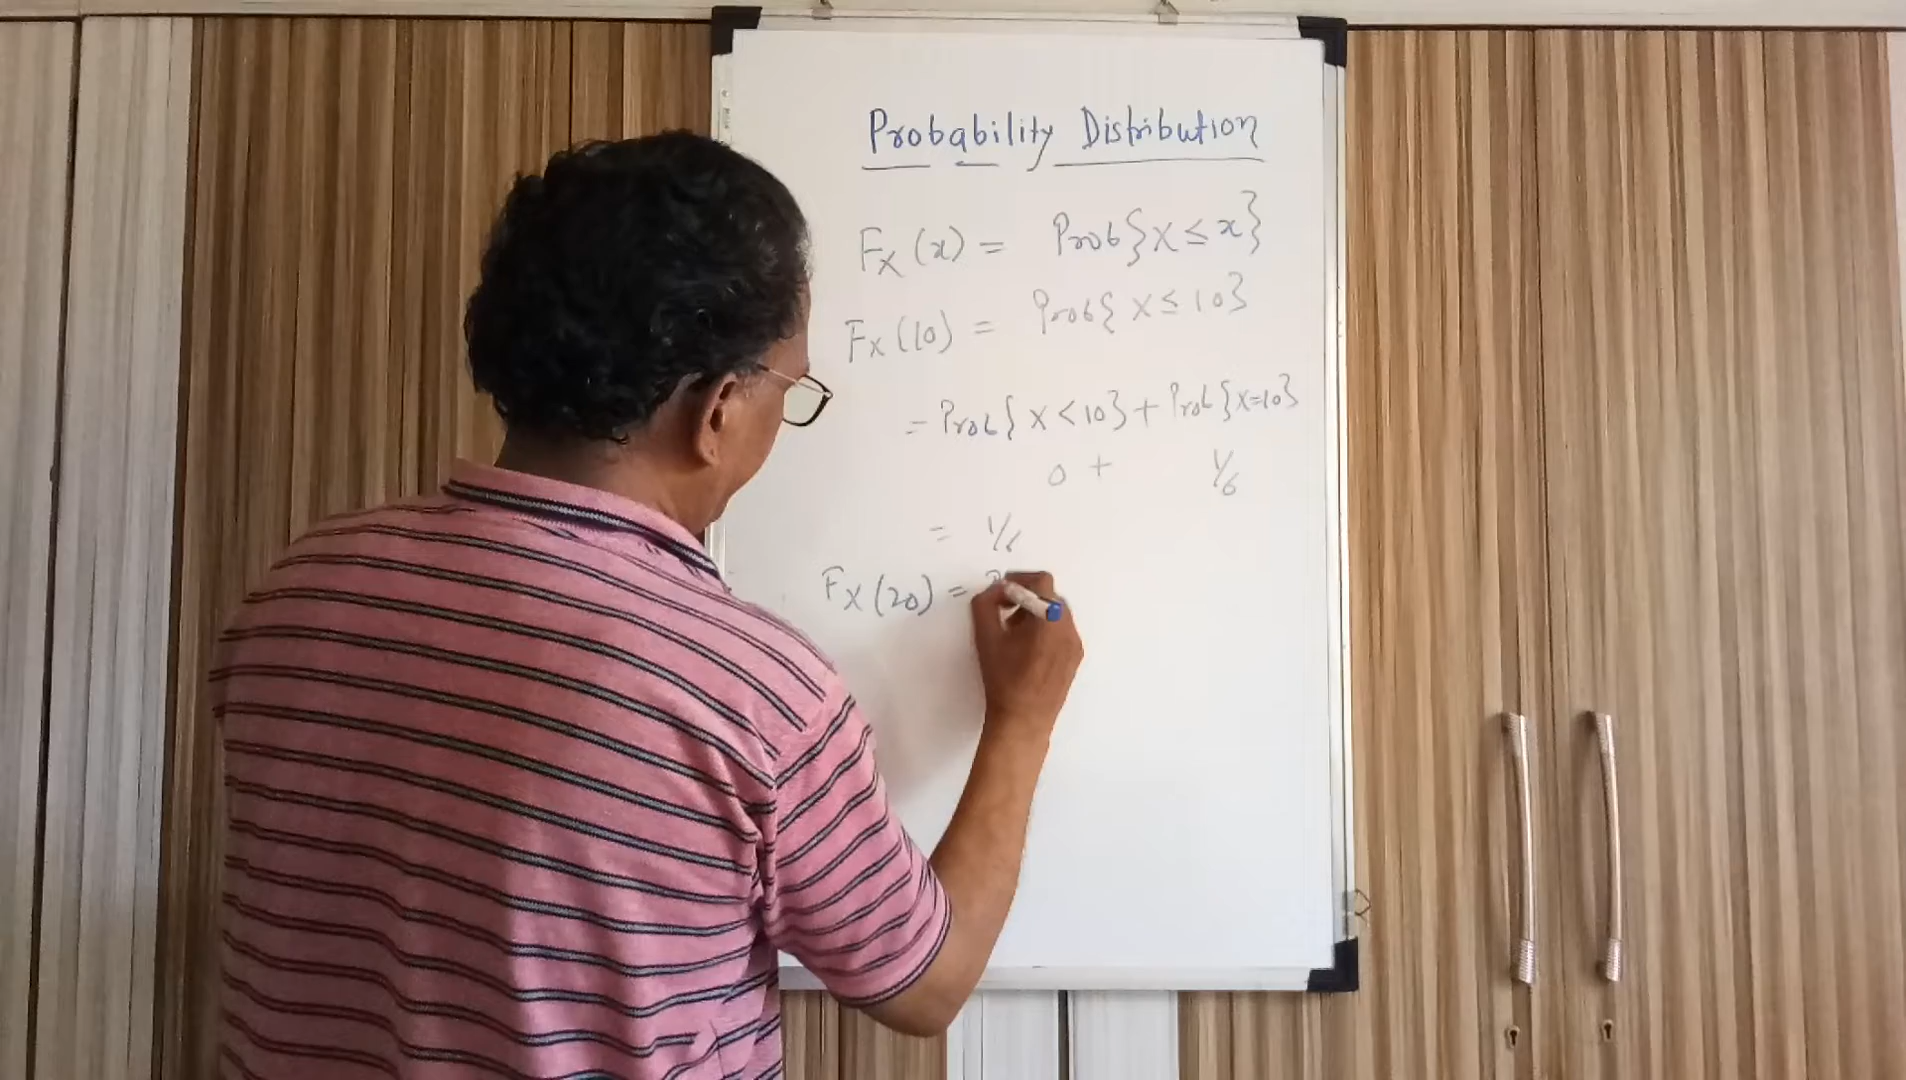 Probability Distribution
Fx(x) = Prob{X ≤ x}
Fx(10) = Prob{X ≤ 10}
= Prob{X < 10} + Prob{X=10}
0 + 1/6
= 1/6
Fx(20) =